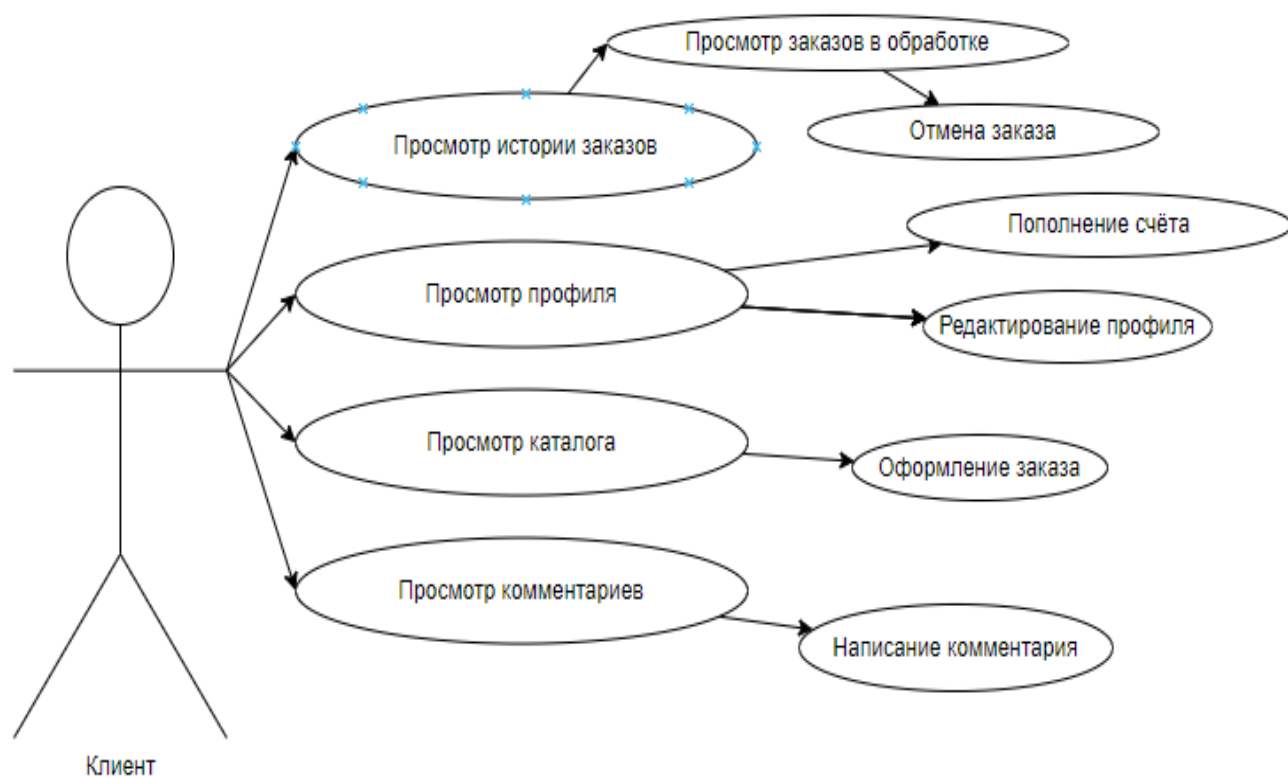 Просмотр заказов в обработке
Отмена заказа
Просмотр истории заказов
Пополнение счёта
Просмотр профиля
Редактирование профиля
Просмотр каталога
Оформление заказа
Просмотр комментариев
Написание комментария
Клиент